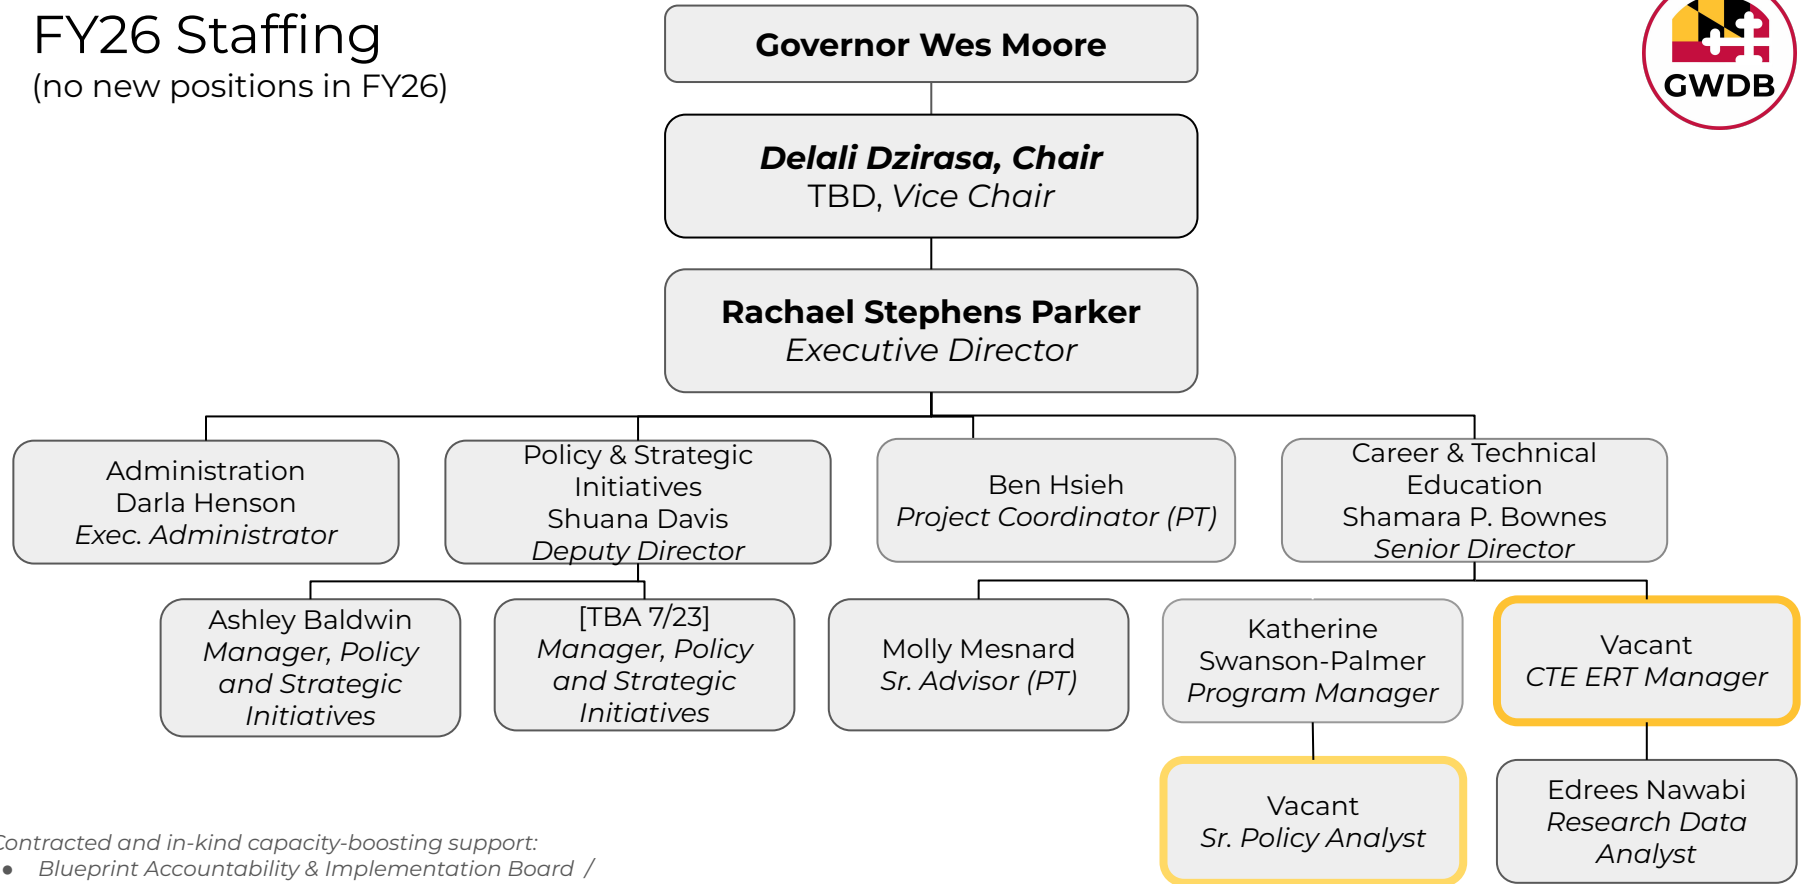 FY26 Staffing
(no new positions in FY26)
GWDB
Governor Wes Moore
Delali Dzirasa, Chair
TBD, Vice Chair
Rachael Stephens Parker
Executive Director
Administration
Darla Henson
Exec. Administrator
Policy & Strategic
Initiatives
Shuana Davis
Deputy Director
Ben Hsieh
Project Coordinator (PT)
Career & Technical
Education
Shamara P. Bownes
Senior Director
Ashley Baldwin
Manager, Policy
and Strategic
Initiatives
[TBA 7/23]
Manager, Policy
and Strategic
Initiatives
Molly Mesnard
Sr. Advisor (PT)
Katherine
Swanson-Palmer
Program Manager
Vacant
CTE ERT Manager
Vacant
Sr. Policy Analyst
Edrees Nawabi
Research Data
Analyst
Contracted and in-kind capacity-boosting support:
● Blueprint Accountability & Implementation Board /